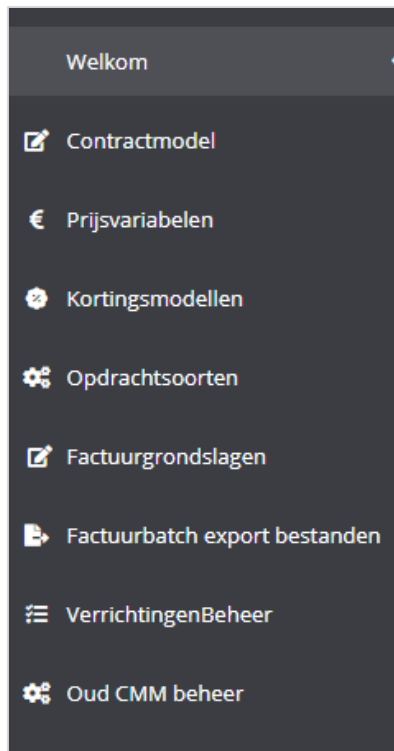 Welkom
Contractmodel
Prijsvariabelen
Kortingsmodellen
Opdrachtsoorten
Factuurgrondslagen
Factuurbatch export bestanden
VerrichtingenBeheer
Oud CMM beheer